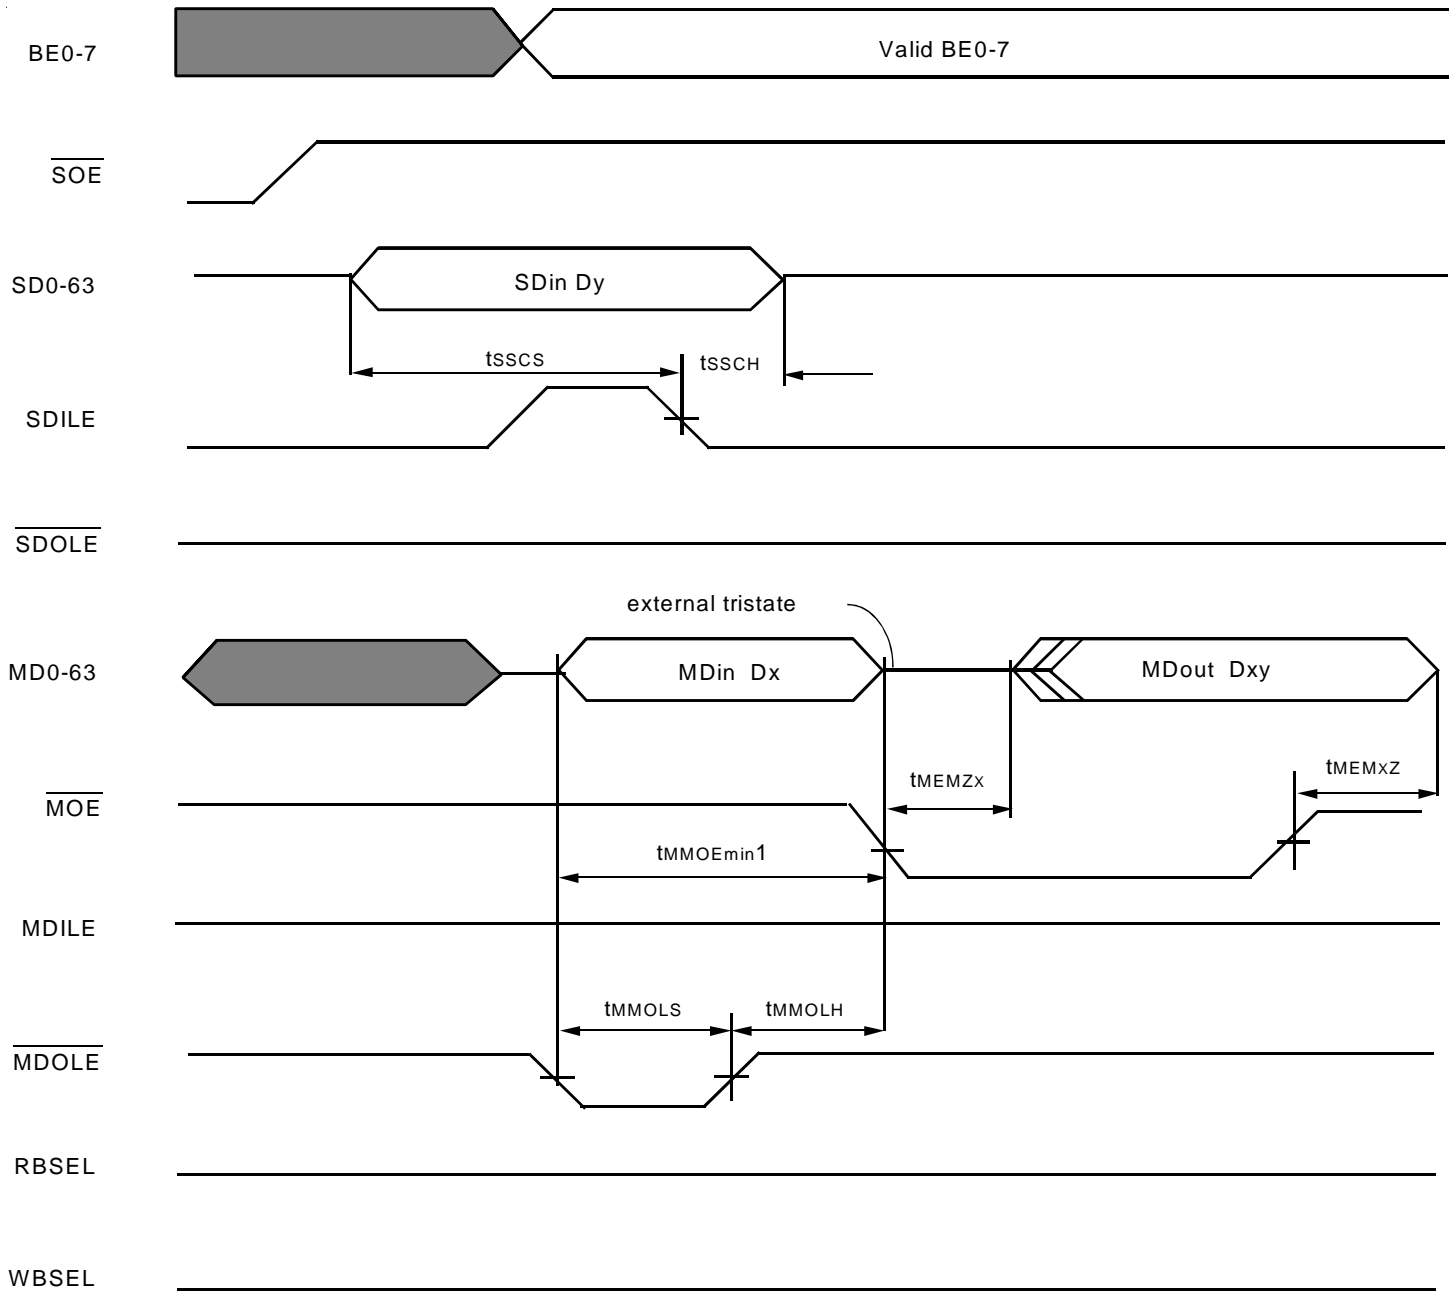 BE0-7
Valid BE0-7
SOE
SD0-63
SDin Dy
tSSCS
tSSCH
SDILE
SDOLE
external tristate
MD0-63
MDin Dx
MDout Dxy
tMEMZX
tMEMXZ
MOE
tMMOEmin1
MDILE
tMMOLS
tMMOLH
MDOLE
RBSEL
WBSEL